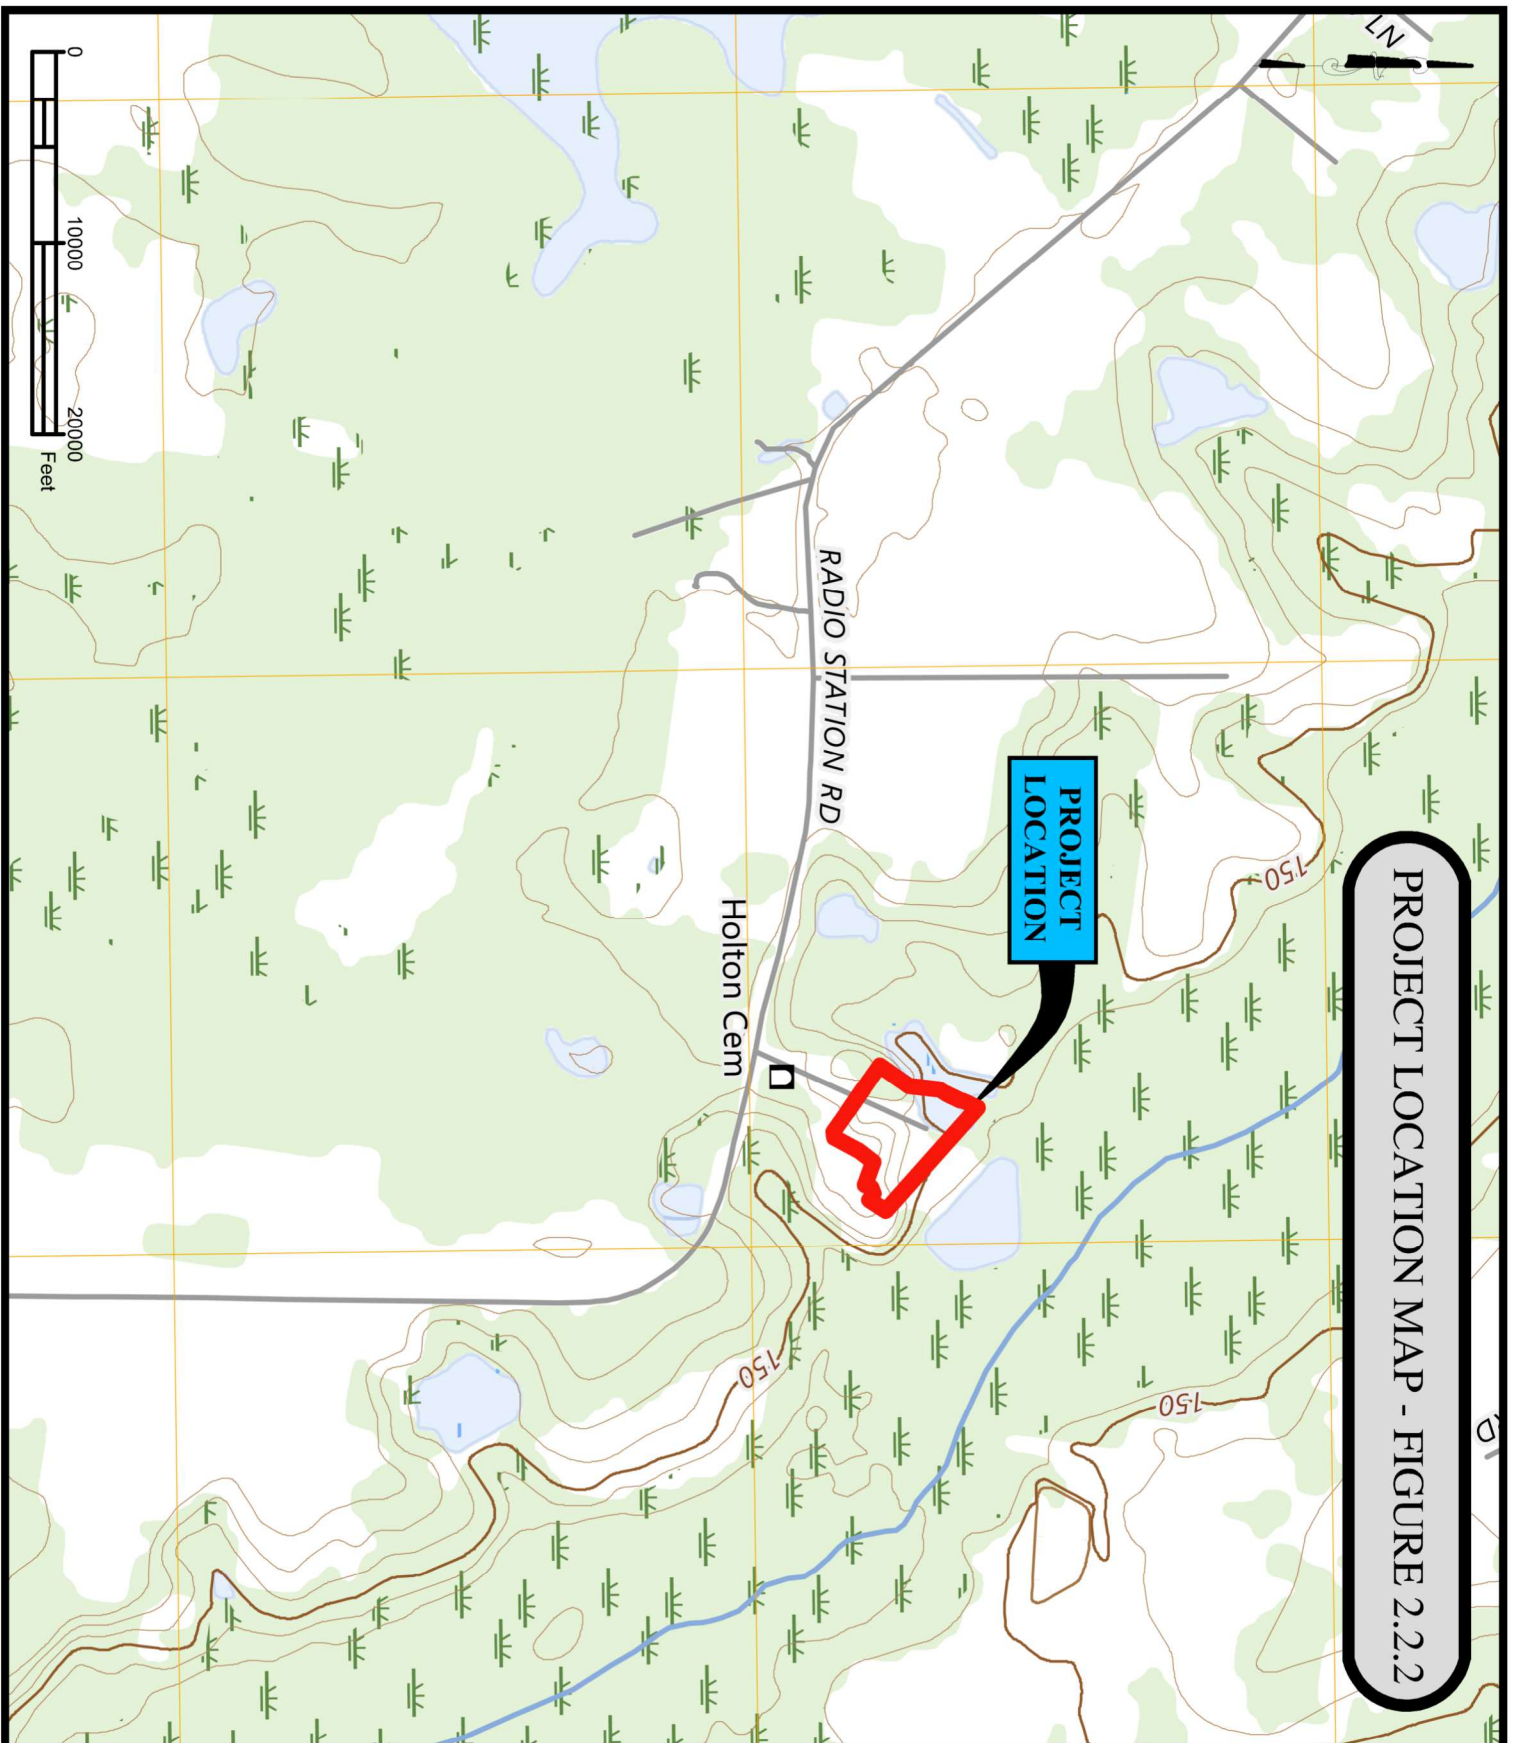 PROJECT LOCATION MAP - FIGURE 2.2.2
LN
150
PROJECT
LOCATION
150
RADIO STATION RD
Holton Cem
150
0 10000 20000
Feet